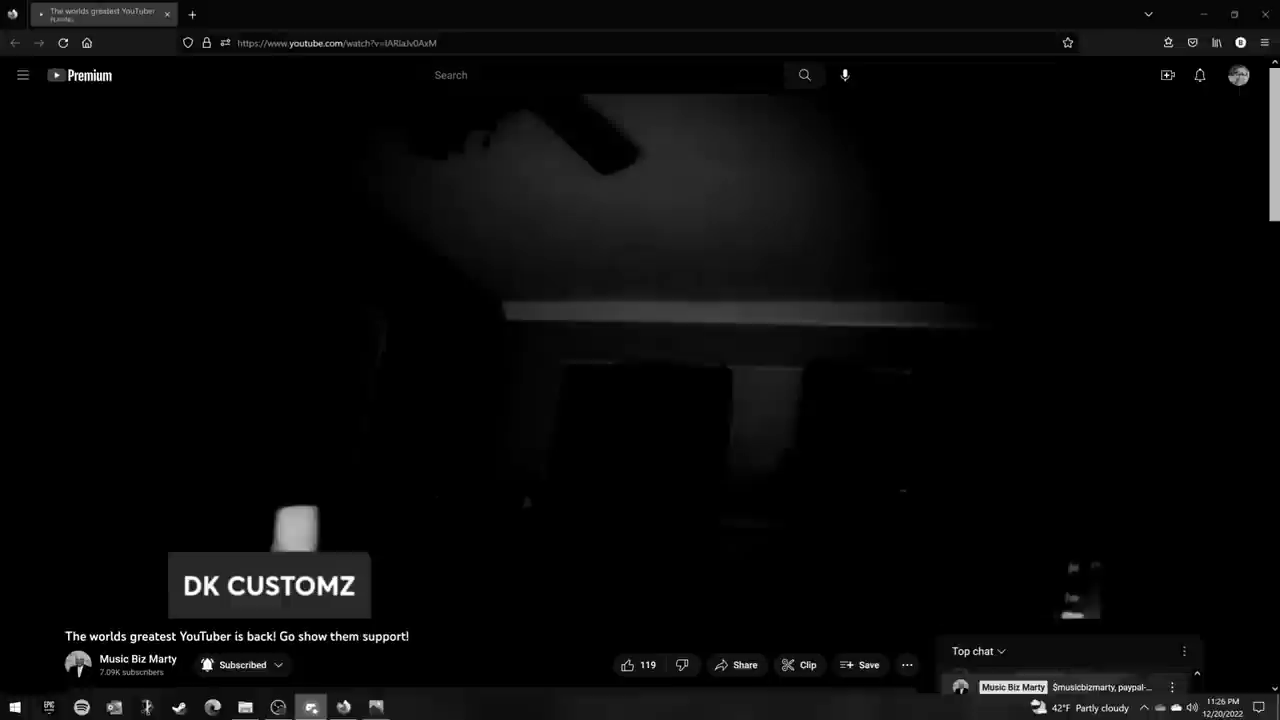 The worlds greatest YouTuber
PLAYING
https://www.youtube.com/watch?v=IARlaJv0AxM
Premium
Search
DK CUSTOMZ
The worlds greatest YouTuber is back! Go show them support!
Music Biz Marty
7.09K subscribers
Subscribed
119
Share
Clip
Save
Top chat
Music Biz Marty $musicbizmarty, paypal-...
42°F Partly cloudy
11:26 PM
12/20/2022